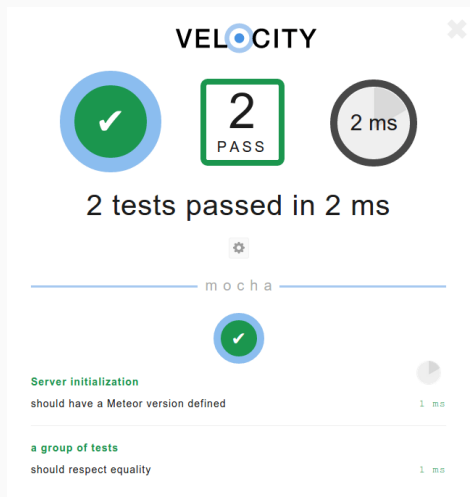 VELOCITY
2
PASS
2 ms
2 tests passed in 2 ms
mocha
Server initialization
should have a Meteor version defined 1 ms
a group of tests
should respect equality 1 ms